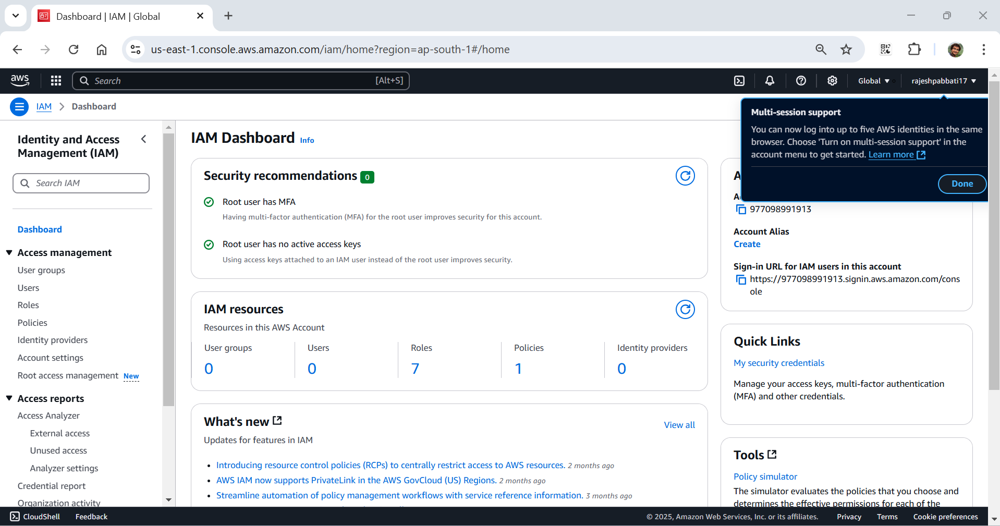 Dashboard | IAM | Global
us-east-1.console.aws.amazon.com/iam/home?region=ap-south-1#/home
aws
Search [Alt+S]
Global
rajeshpabbati17
IAM
Dashboard
Multi-session support
You can now log into up to five AWS identities in the same
browser. Choose 'Turn on multi-session support' in the
account menu to get started. Learn more
Done
Identity and Access
Management (IAM)
Search IAM
Dashboard
Access management
User groups
Users
Roles
Policies
Identity providers
Account settings
Root access management New
Access reports
Access Analyzer
External access
Unused access
Analyzer settings
Credential report
Organization activity
IAM Dashboard Info
Security recommendations 0
Root user has MFA
Having multi-factor authentication (MFA) for the root user improves security for this account.
Root user has no active access keys
Using access keys attached to an IAM user instead of the root user improves security.
IAM resources
Resources in this AWS Account
User groups
0
Users
0
Roles
7
Policies
1
Identity providers
0
What's new
View all
Updates for features in IAM
• Introducing resource control policies (RCPs) to centrally restrict access to AWS resources. 2 months ago
• AWS IAM now supports PrivateLink in the AWS GovCloud (US) Regions. 2 months ago
• Streamline automation of policy management workflows with service reference information. 3 months ago
977098991913
Account Alias
Create
Sign-in URL for IAM users in this account
https://977098991913.signin.aws.amazon.com/cons
ole
Quick Links
My security credentials
Manage your access keys, multi-factor authentication
(MFA) and other credentials.
Tools
Policy simulator
The simulator evaluates the policies that you choose and
determines the effective permissions for each of the
CloudShell
Feedback
© 2025, Amazon Web Services, Inc. or its affiliates.
Privacy
Terms
Cookie preferences